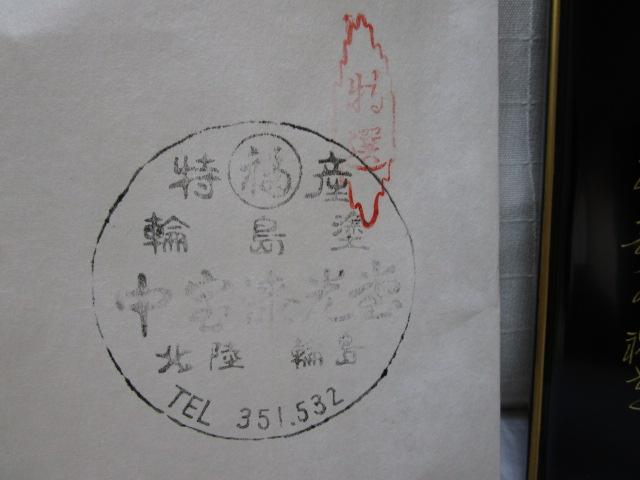 特選
特 福 産
輪 島 塗
中宮漆光堂
北陸 輪島
TEL 351.532